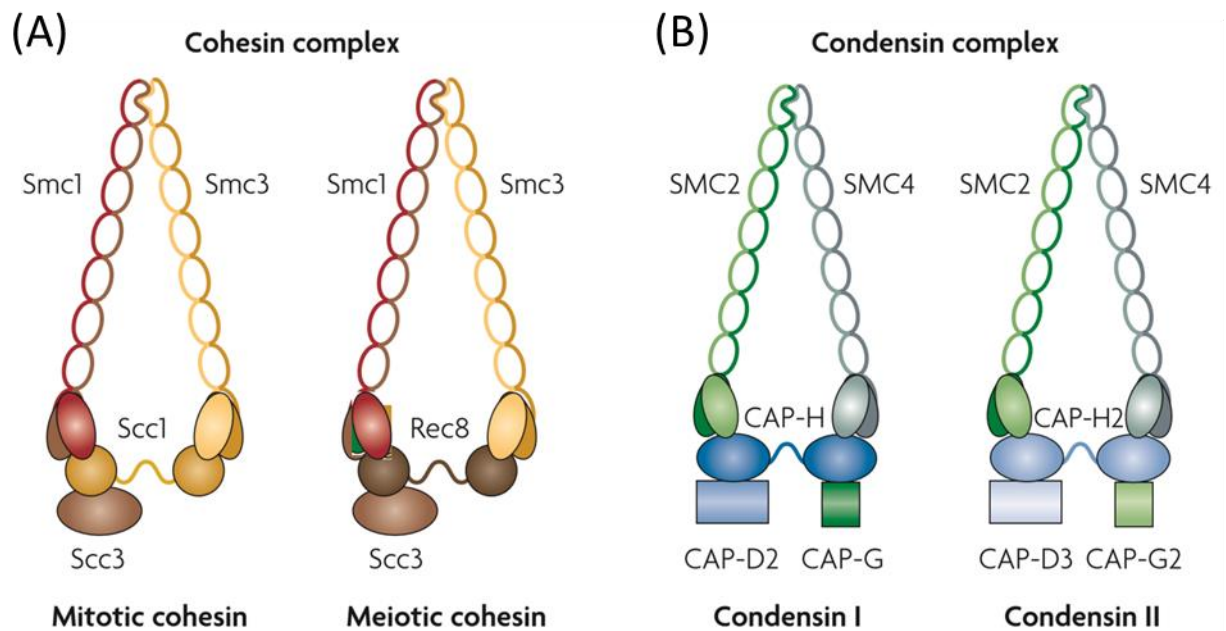 (A)
Cohesin complex
Smc1
Smc3
Scc1
Scc3
Mitotic cohesin
Smc1
Smc3
Rec8
Scc3
Meiotic cohesin
(B)
Condensin complex
SMC2
SMC4
CAP-H
CAP-D2
CAP-G
Condensin I
SMC2
SMC4
CAP-H2
CAP-D3
CAP-G2
Condensin II